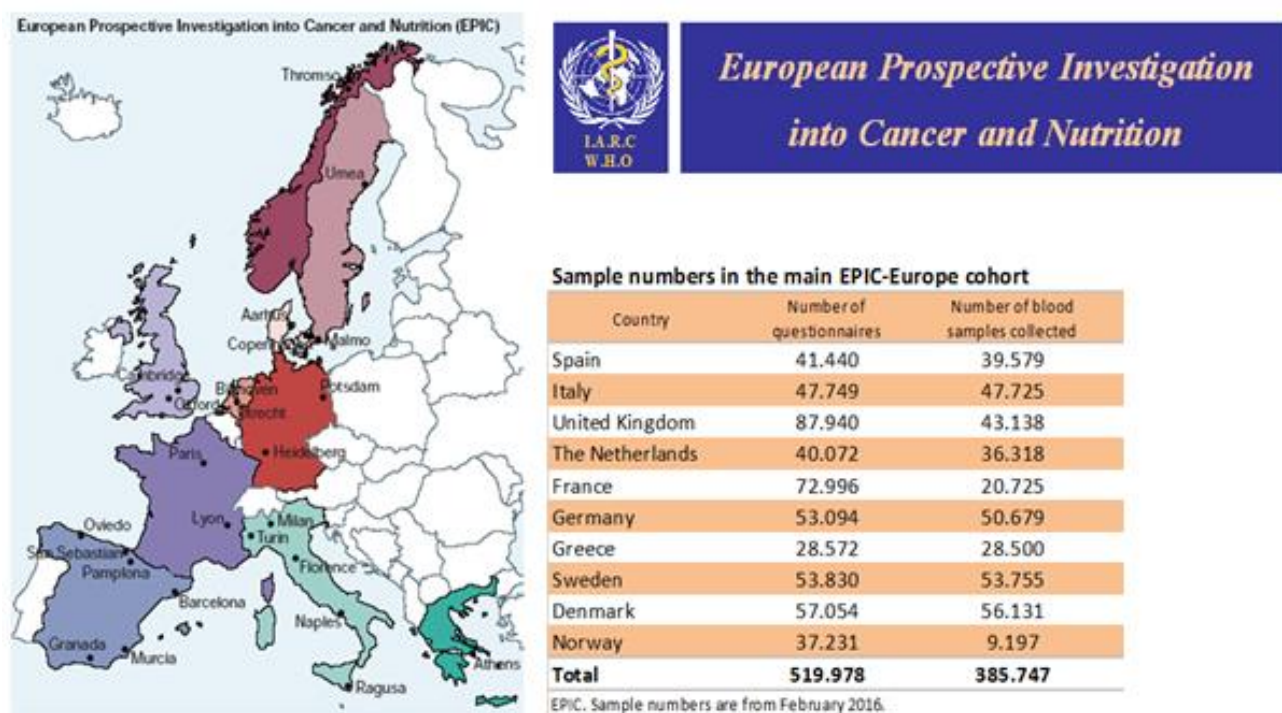 European Prospective Investigation into Cancer and Nutrition (EPIC)
Thromso
Umea
Aarhus
Malmo
Cambridge
Oxford
Bilthoven
Utrecht
Potsdam
Heidelberg
Paris
Lyon
Milan
Turin
Florence
Oviedo
San Sebastian
Pamplona
Barcelona
Naples
Granada
Murcia
Athens
Ragusa
I.A.R.C
W.H.O
European Prospective Investigation
into Cancer and Nutrition
Sample numbers in the main EPIC-Europe cohort
Country Number of questionnaires Number of blood samples collected
Spain 41.440 39.579
Italy 47.749 47.725
United Kingdom 87.940 43.138
The Netherlands 40.072 36.318
France 72.996 20.725
Germany 53.094 50.679
Greece 28.572 28.500
Sweden 53.830 53.755
Denmark 57.054 56.131
Norway 37.231 9.197
Total 519.978 385.747
EPIC. Sample numbers are from February 2016.